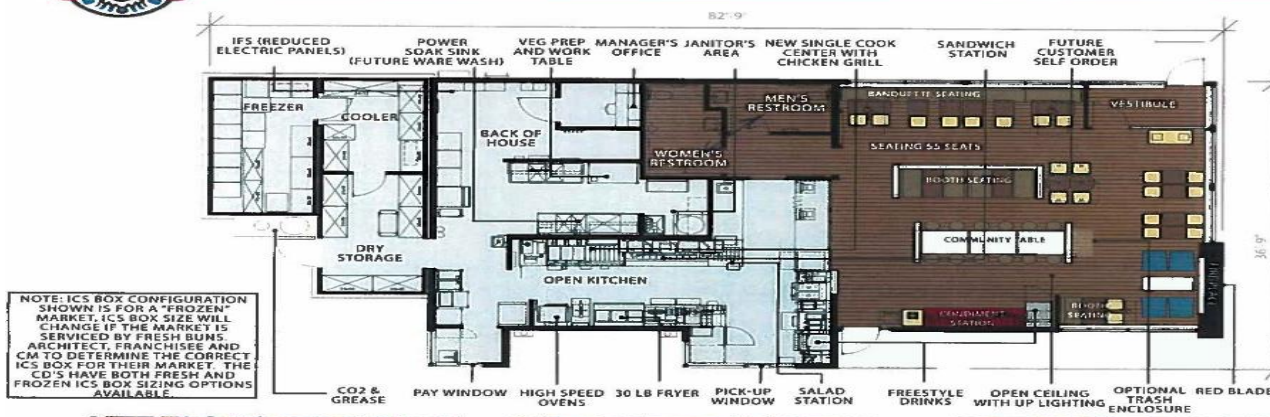 82'-9"
IFS (REDUCED
ELECTRIC PANELS)
POWER
SOAK SINK
(FUTURE WARE WASH)
VEG PREP
AND WORK
TABLE
MANAGER'S
OFFICE
JANITOR'S
AREA
NEW SINGLE COOK
CENTER WITH
CHICKEN GRILL
SANDWICH
STATION
FUTURE
CUSTOMER
SELF ORDER
FREEZER
COOLER
BACK OF
HOUSE
MEN'S
RESTROOM
WOMEN'S
RESTROOM
BANQUETTE SEATING
VESTIBULE
SEATING 55 SEATS
BOOTH SEATING
COMMUNITY TABLE
DRY
STORAGE
OPEN KITCHEN
CONDIMENT
STATION
BOOTH
SEATING
FIREPLACE
36'-9"
NOTE: ICS BOX CONFIGURATION
SHOWN IS FOR A "FROZEN"
MARKET, ICS BOX SIZE WILL
CHANGE IF THE MARKET IS
SERVICED BY FRESH BUNS.
ARCHITECT, FRANCHISEE AND
CM TO DETERMINE THE CORRECT
ICS BOX FOR THEIR MARKET. THE
CD'S HAVE BOTH FRESH AND
FROZEN ICS BOX SIZING OPTIONS
AVAILABLE.
CO2 &
GREASE
PAY WINDOW
HIGH SPEED
OVENS
30 LB FRYER
PICK-UP
WINDOW
SALAD
STATION
FREESTYLE
DRINKS
OPEN CEILING
WITH UP LIGHTING
OPTIONAL
TRASH
ENCLOSURE
RED BLADE